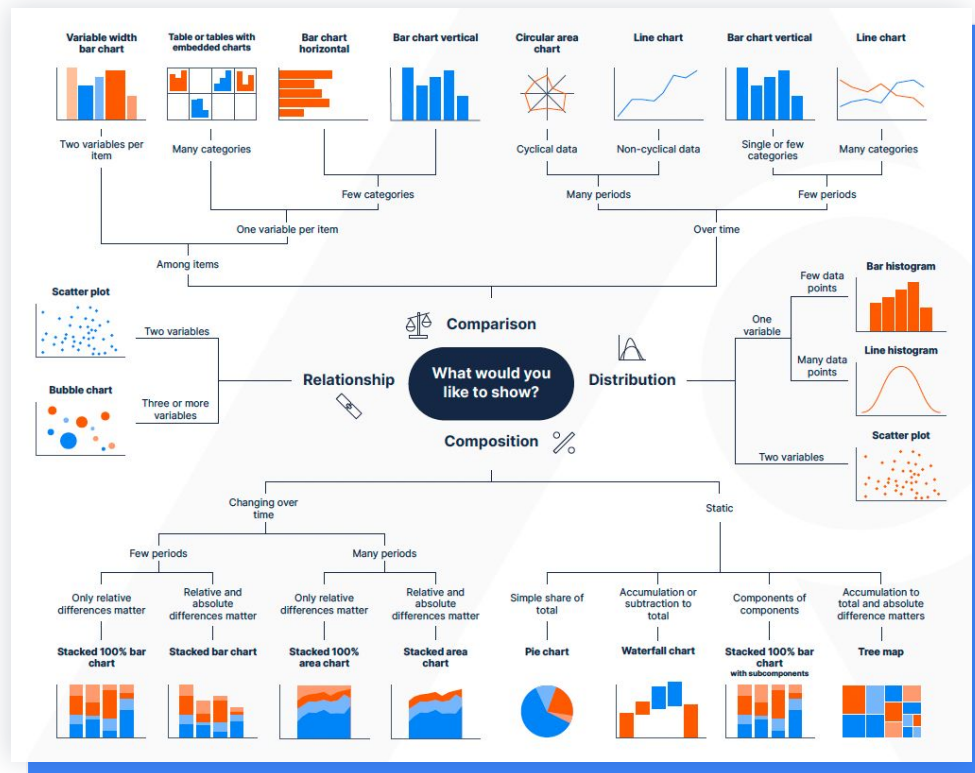 Variable width
bar chart
Table or tables with
embedded charts
Bar chart
horizontal
Bar chart vertical
Circular area
chart
Line chart
Bar chart vertical
Line chart
Two variables per
item
Many categories
Cyclical data
Non-cyclical data
Single or few
categories
Many categories
Few categories
Many periods
Few periods
One variable per item
Over time
Among items
Scatter plot
Two variables
Bubble chart
Three or more
variables
Comparison
Relationship
What would you
like to show?
Distribution
Composition
One
variable
Few data
points
Bar histogram
Many data
points
Line histogram
Two variables
Scatter plot
Changing over
time
Static
Few periods
Many periods
Only relative
differences matter
Relative and
absolute
differences matter
Only relative
differences matter
Relative and
absolute
differences matter
Simple share of
total
Accumulation or
subtraction to
total
Components of
components
Accumulation to
total and absolute
difference matters
Stacked 100% bar
chart
Stacked bar chart
Stacked 100%
area chart
Stacked area
chart
Pie chart
Waterfall chart
Stacked 100% bar
chart
with subcomponents
Tree map